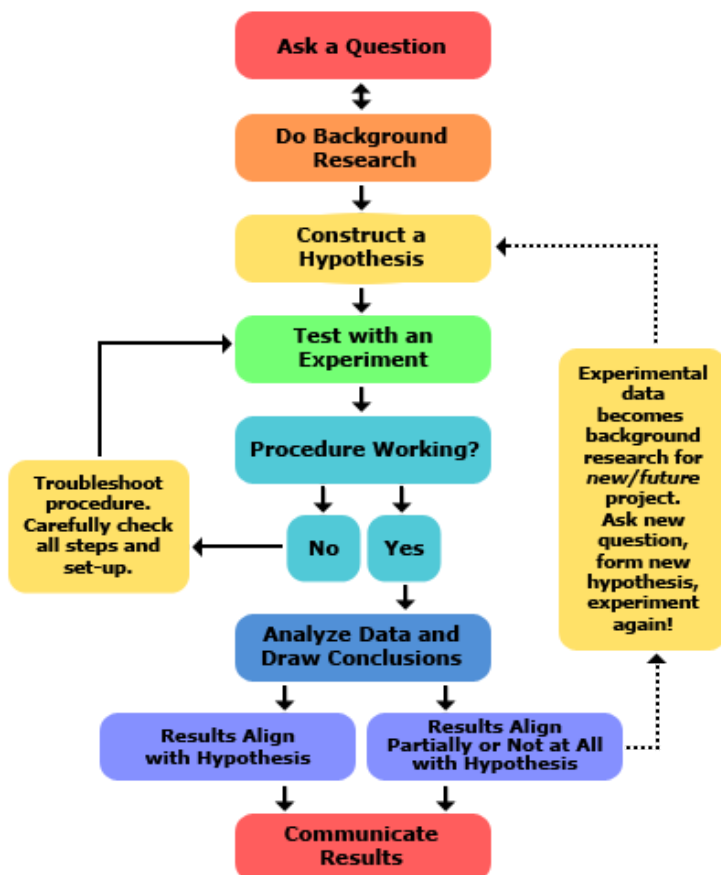 Ask a Question
Do Background
Research
Construct a
Hypothesis
Test with an
Experiment
Procedure Working?
No
Yes
Troubleshoot
procedure.
Carefully check
all steps and
set-up.
Experimental
data
becomes
background
research for
new/future
project.
Ask new
question,
form new
hypothesis,
experiment
again!
Analyze Data and
Draw Conclusions
Results Align
with Hypothesis
Results Align
Partially or Not at All
with Hypothesis
Communicate
Results